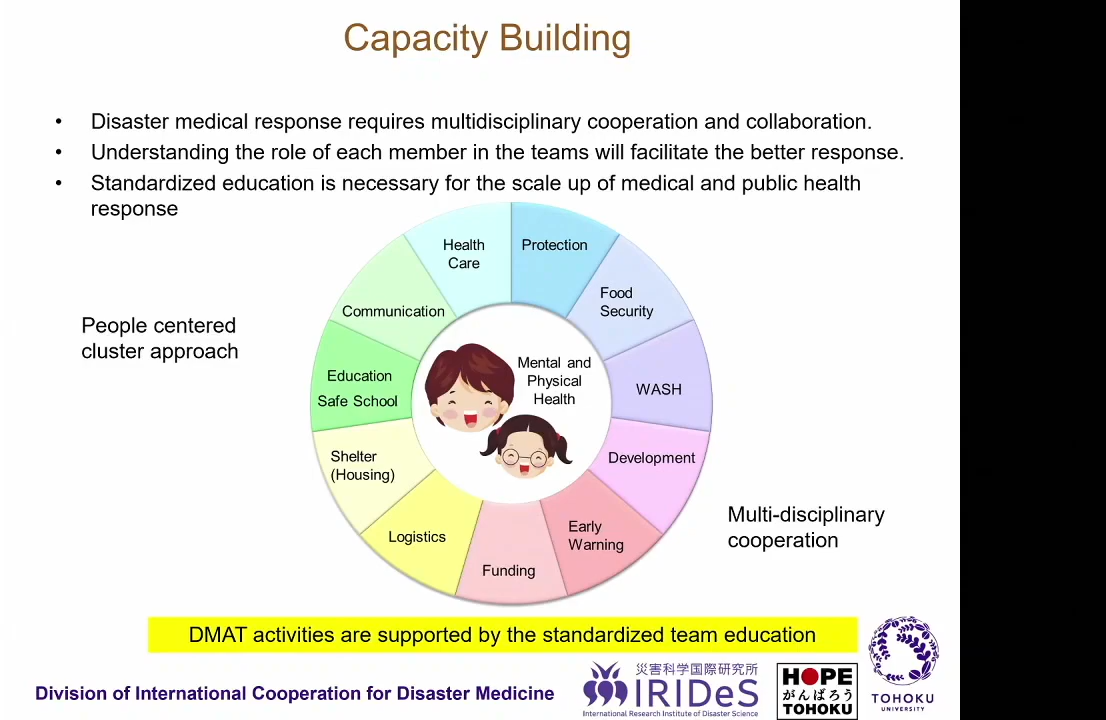 Capacity Building
• Disaster medical response requires multidisciplinary cooperation and collaboration.
• Understanding the role of each member in the teams will facilitate the better response.
• Standardized education is necessary for the scale up of medical and public health
response
People centered
cluster approach
Health
Care
Protection
Food
Security
WASH
Development
Early
Warning
Funding
Logistics
Shelter
(Housing)
Education
Safe School
Communication
Mental and
Physical
Health
Multi-disciplinary
cooperation
DMAT activities are supported by the standardized team education
Division of International Cooperation for Disaster Medicine
災害科学国際研究所
IRIDeS
International Research Institute of Disaster Science
HOPE
がんばろう
TOHOKU
TOHOKU
UNIVERSITY